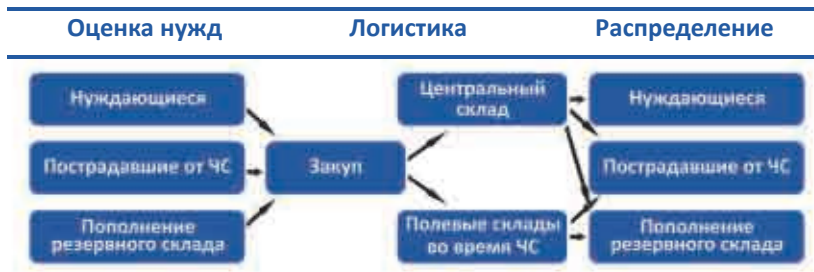 Оценка нужд Логистика Распределение
Нуждающиеся
Пострадавшие от ЧС
Пополнение
резервного склада
Закуп
Центральный
склад
Полевые склады
во время ЧС
Нуждающиеся
Пострадавшие от ЧС
Пополнение
резервного склада